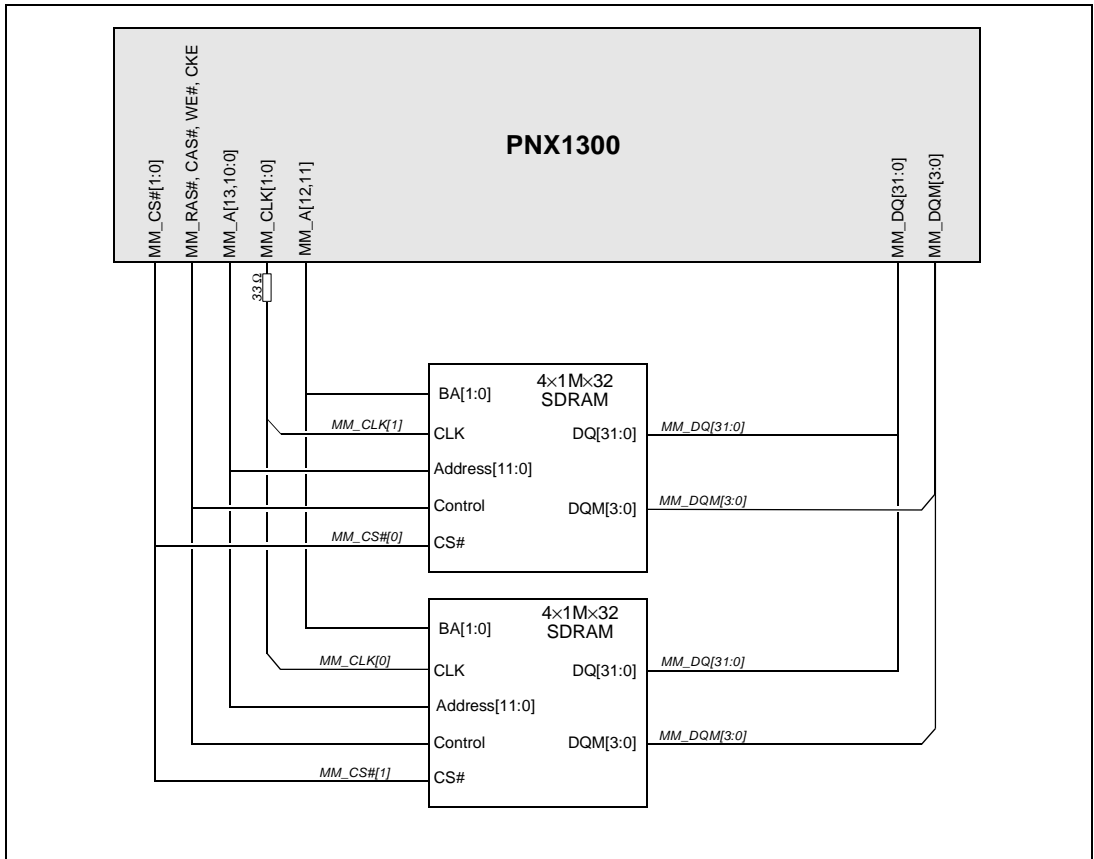 PNX1300
MM_CS#[1:0]
MM_RAS#, CAS#, WE#, CKE
MM_A[13,10:0]
MM_CLK[1:0]
MM_A[12,11]
MM_DQ[31:0]
MM_DQM[3:0]
33 Ω
4×1M×32
SDRAM
BA[1:0]
MM_CLK[1]
CLK
DQ[31:0]
MM_DQ[31:0]
Address[11:0]
Control
DQM[3:0]
MM_DQM[3:0]
MM_CS#[0]
CS#
4×1M×32
SDRAM
BA[1:0]
MM_CLK[0]
CLK
DQ[31:0]
MM_DQ[31:0]
Address[11:0]
Control
DQM[3:0]
MM_DQM[3:0]
MM_CS#[1]
CS#